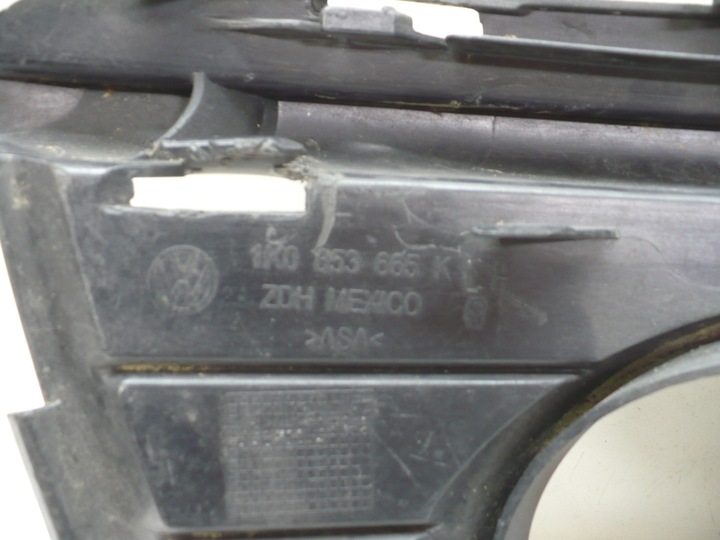 1K0 853 665 K
ZDH MEXICO
>ASA<